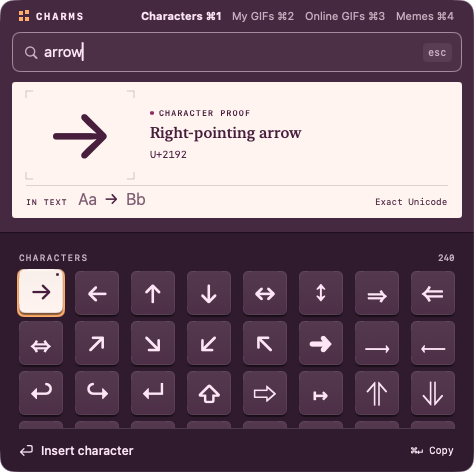 CHARMS Characters ⌘1 My GIFs ⌘2 Online GIFs ⌘3 Memes ⌘4
arrow esc
CHARACTER PROOF
Right-pointing arrow
U+2192
IN TEXT Aa → Bb Exact Unicode
CHARACTERS 240
→ ← ↑ ↓ ↔ ↕ ⇒ ⇐
⇔ ↗ ↘ ↙ ↖ ➜ ⟶ ⟵
↩ ↪ ↵ ⇧ ⇨ ↦ ⥣ ⥥
Insert character ⌘↵ Copy